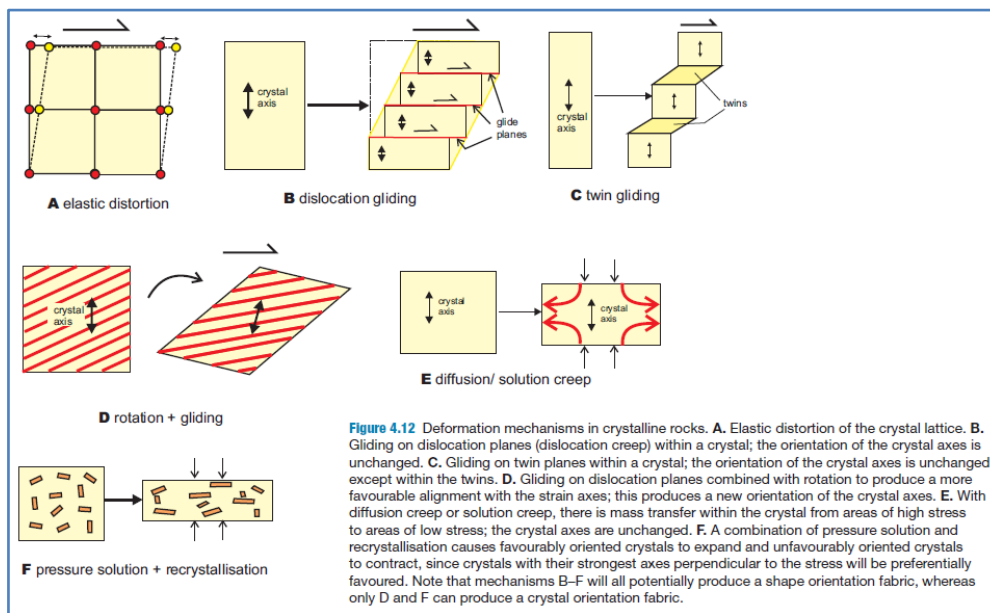 crystal
axis
glide
planes
crystal
axis
twins
A elastic distortion
B dislocation gliding
C twin gliding
crystal
axis
crystal
axis
crystal
axis
E diffusion/ solution creep
D rotation + gliding
F pressure solution + recrystallisation
Figure 4.12 Deformation mechanisms in crystalline rocks. A. Elastic distortion of the crystal lattice. B.
Gliding on dislocation planes (dislocation creep) within a crystal; the orientation of the crystal axes is
unchanged. C. Gliding on twin planes within a crystal; the orientation of the crystal axes is unchanged
except within the twins. D. Gliding on dislocation planes combined with rotation to produce a more
favourable alignment with the strain axes; this produces a new orientation of the crystal axes. E. With
diffusion creep or solution creep, there is mass transfer within the crystal from areas of high stress
to areas of low stress; the crystal axes are unchanged. F. A combination of pressure solution and
recrystallisation causes favourably oriented crystals to expand and unfavourably oriented crystals
to contract, since crystals with their strongest axes perpendicular to the stress will be preferentially
favoured. Note that mechanisms B–F will all potentially produce a shape orientation fabric, whereas
only D and F can produce a crystal orientation fabric.